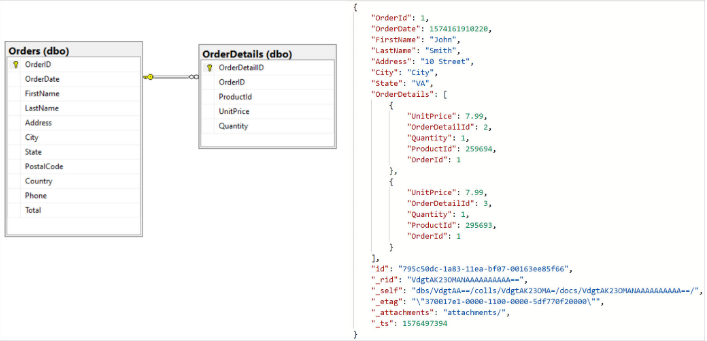 Orders (dbo)
OrderID
OrderDate
FirstName
LastName
Address
City
State
PostalCode
Country
Phone
Total
OrderDetails (dbo)
OrderDetailID
OrderID
ProductId
UnitPrice
Quantity
{
"OrderId": 1,
"OrderDate": 1574161910220,
"FirstName": "John",
"LastName": "Smith",
"Address": "10 Street",
"City": "City",
"State": "VA",
"OrderDetails": [
{
"UnitPrice": 7.99,
"OrderDetailId": 2,
"Quantity": 1,
"ProductId": 259694,
"OrderId": 1
},
{
"UnitPrice": 7.99,
"OrderDetailId": 3,
"Quantity": 1,
"ProductId": 295693,
"OrderId": 1
}
],
"id": "795c50dc-1a83-11ea-bf07-00163ee85f66",
"_rid": "VdgtAK23OMANAAAAAAAAAA==",
"_self": "dbs/VdgtAA==/colls/VdgtAK23OMA=/docs/VdgtAK23OMANAAAAAAAAAA==/",
"_etag": "\"370017e1-0000-1100-0000-5df770f20000\"",
"_attachments": "attachments/",
"_ts": 1576497394
}